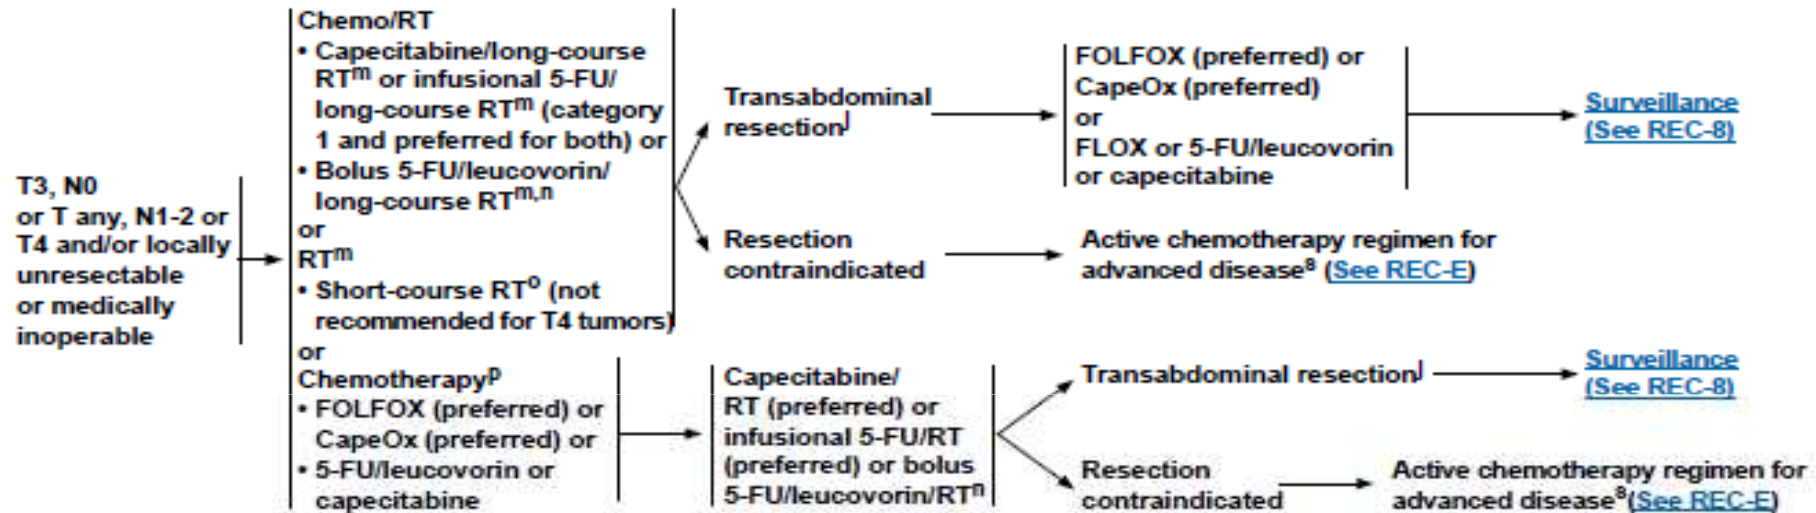 T3, N0
or T any, N1-2 or
T4 and/or locally
unresectable
or medically
inoperable
Chemo/RT
• Capecitabine/long-course
RTᵐ or infusional 5-FU/
long-course RTᵐ (category
1 and preferred for both) or
• Bolus 5-FU/leucovorin/
long-course RTᵐ,ⁿ
or
RTᵐ
• Short-course RTᵒ (not
recommended for T4 tumors)
or
Chemotherapyᵖ
• FOLFOX (preferred) or
CapeOx (preferred) or
• 5-FU/leucovorin or
capecitabine
Transabdominal
resectionʲ
FOLFOX (preferred) or
CapeOx (preferred)
or
FLOX or 5-FU/leucovorin
or capecitabine
Surveillance
(See REC-8)
Resection
contraindicated
Active chemotherapy regimen for
advanced diseaseˢ (See REC-E)
Capecitabine/
RT (preferred) or
infusional 5-FU/RT
(preferred) or bolus
5-FU/leucovorin/RTⁿ
Transabdominal resectionʲ
Surveillance
(See REC-8)
Resection
contraindicated
Active chemotherapy regimen for
advanced diseaseˢ(See REC-E)